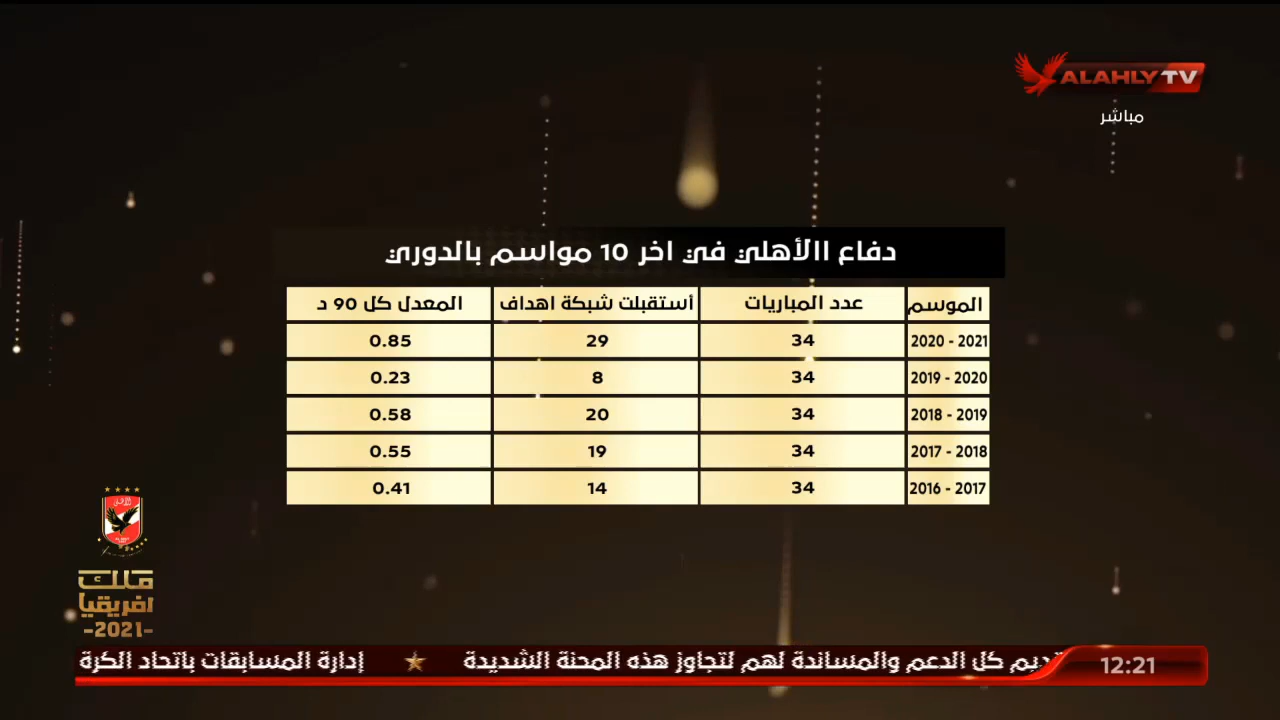 ALAHLY TV
مباشر
دفاع االأهلي في اخر 10 مواسم بالدوري
الموسم عدد المباريات أستقبلت شبكة اهداف المعدل كل 90 د
2020 - 2021 34 29 0.85
2019 - 2020 34 8 0.23
2018 - 2019 34 20 0.58
2017 - 2018 34 19 0.55
2016 - 2017 34 14 0.41
ملك
افريقيا
-2021-
12:21 كل الدعم والمساندة لهم لتجاوز هذه المحنة الشديدة ★ إدارة المسابقات باتحاد الكرة